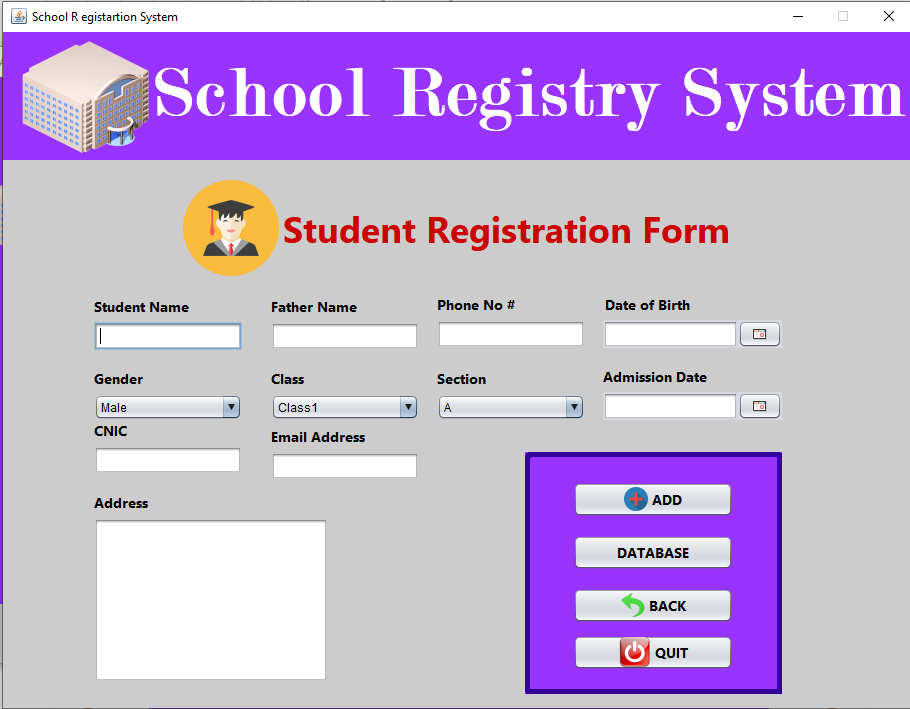 School R egistartion System
School Registry System
Student Registration Form
Student Name
Father Name
Phone No #
Date of Birth
Gender
Class
Section
Admission Date
Male
Class1
A
CNIC
Email Address
Address
ADD
DATABASE
BACK
QUIT